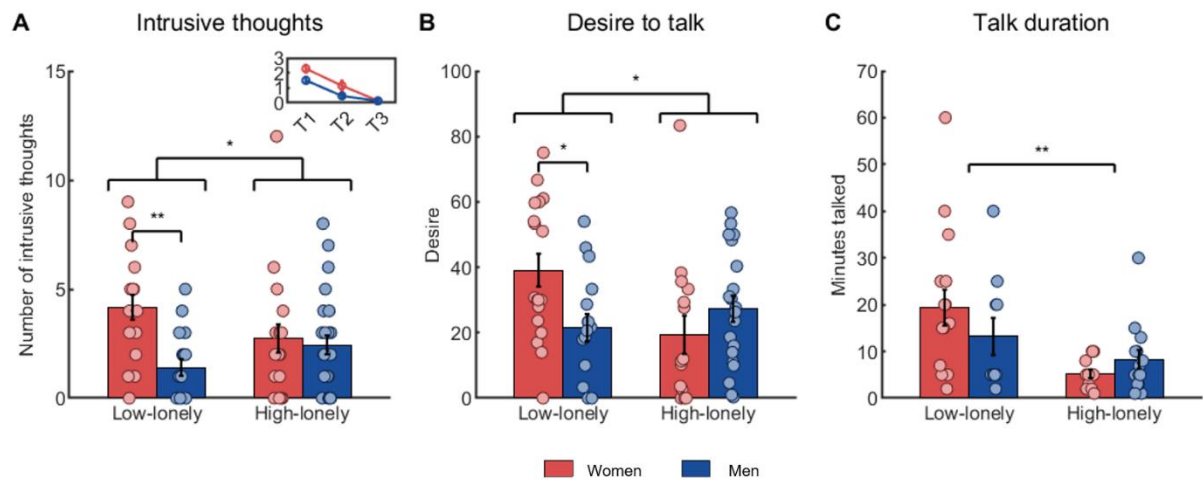 A Intrusive thoughts
B Desire to talk
C Talk duration
Number of intrusive thoughts
15
10
5
0
3
2
1
0
T1 T2 T3
*
**
Low-lonely High-lonely
Desire
100
80
60
40
20
0
*
*
Low-lonely High-lonely
Minutes talked
70
60
50
40
30
20
10
0
**
Low-lonely High-lonely
Women Men